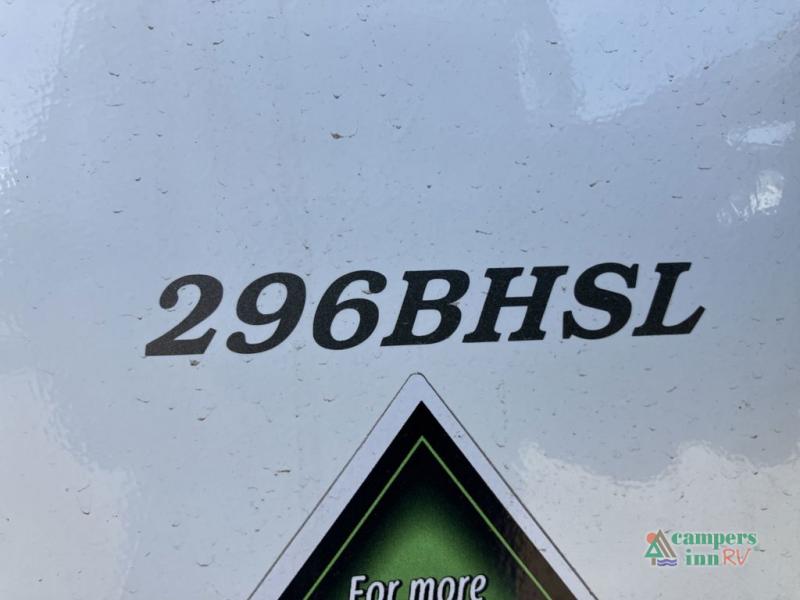 296BHSL
For more
campers
inn RV